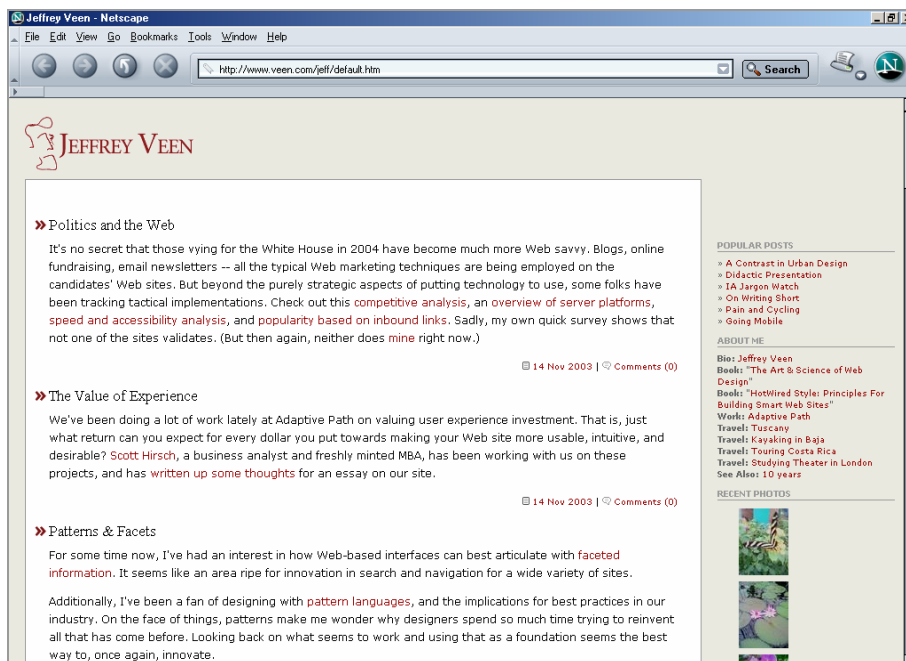 Jeffrey Veen - Netscape
File Edit View Go Bookmarks Tools Window Help
http://www.veen.com/jeff/default.htm
Search
N
JEFFREY VEEN
» Politics and the Web
It's no secret that those vying for the White House in 2004 have become much more Web savvy. Blogs, online
fundraising, email newsletters -- all the typical Web marketing techniques are being employed on the
candidates' Web sites. But beyond the purely strategic aspects of putting technology to use, some folks have
been tracking tactical implementations. Check out this competitive analysis, an overview of server platforms,
speed and accessibility analysis, and popularity based on inbound links. Sadly, my own quick survey shows that
not one of the sites validates. (But then again, neither does mine right now.)
14 Nov 2003 | Comments (0)
» The Value of Experience
We've been doing a lot of work lately at Adaptive Path on valuing user experience investment. That is, just
what return can you expect for every dollar you put towards making your Web site more usable, intuitive, and
desirable? Scott Hirsch, a business analyst and freshly minted MBA, has been working with us on these
projects, and has written up some thoughts for an essay on our site.
14 Nov 2003 | Comments (0)
» Patterns & Facets
For some time now, I've had an interest in how Web-based interfaces can best articulate with faceted
information. It seems like an area ripe for innovation in search and navigation for a wide variety of sites.
Additionally, I've been a fan of designing with pattern languages, and the implications for best practices in our
industry. On the face of things, patterns make me wonder why designers spend so much time trying to reinvent
all that has come before. Looking back on what seems to work and using that as a foundation seems the best
way to, once again, innovate.
POPULAR POSTS
» A Contrast in Urban Design
» Didactic Presentation
» IA Jargon Watch
» On Writing Short
» Pain and Cycling
» Going Mobile
ABOUT ME
Bio: Jeffrey Veen
Book: "The Art & Science of Web
Design"
Book: "HotWired Style: Principles For
Building Smart Web Sites"
Work: Adaptive Path
Travel: Tuscany
Travel: Kayaking in Baja
Travel: Touring Costa Rica
Travel: Studying Theater in London
See Also: 10 years
RECENT PHOTOS